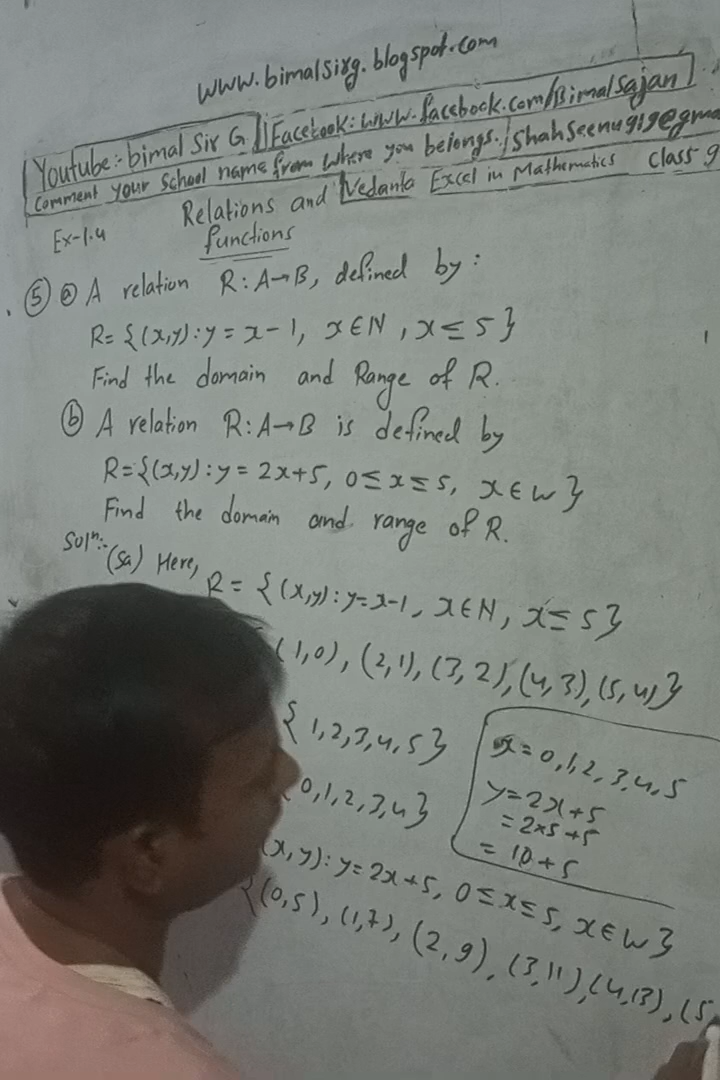 www.bimalsirg.blogspot.com
Youtube:- bimal Sir G || Facebook: www.facebook.com/Bimalsajan
Comment your School name from where you belongs. / Shahseenu919@gma
Ex-1.4 Relations and functions Vedanta Excel in Mathematics Class 9
⑤ ⓐ A relation R: A→B, defined by :
R= {(x,y) : y = x - 1, x ∈ N , x ≤ 5 }
Find the domain and Range of R.
ⓑ A relation R: A→B is defined by
R={(x,y) : y = 2x+5, 0 ≤ x ≤ 5, x ∈ W }
Find the domain and range of R.
Solⁿ:-
(5a) Here,
R = {(x,y) : y=x-1, x∈N, x ≤ 5}
(1,0), (2,1), (3,2), (4,3), (5,4)}
{1,2,3,4,5}
0,1,2,3,4}
x = 0,1,2,3,4,5
y = 2x+5
= 2×5+5
= 10+5
(x,y) : y=2x+5, 0 ≤ x ≤ 5, x ∈ W }
{(0,5), (1,7), (2,9), (3,11), (4,13), (5,